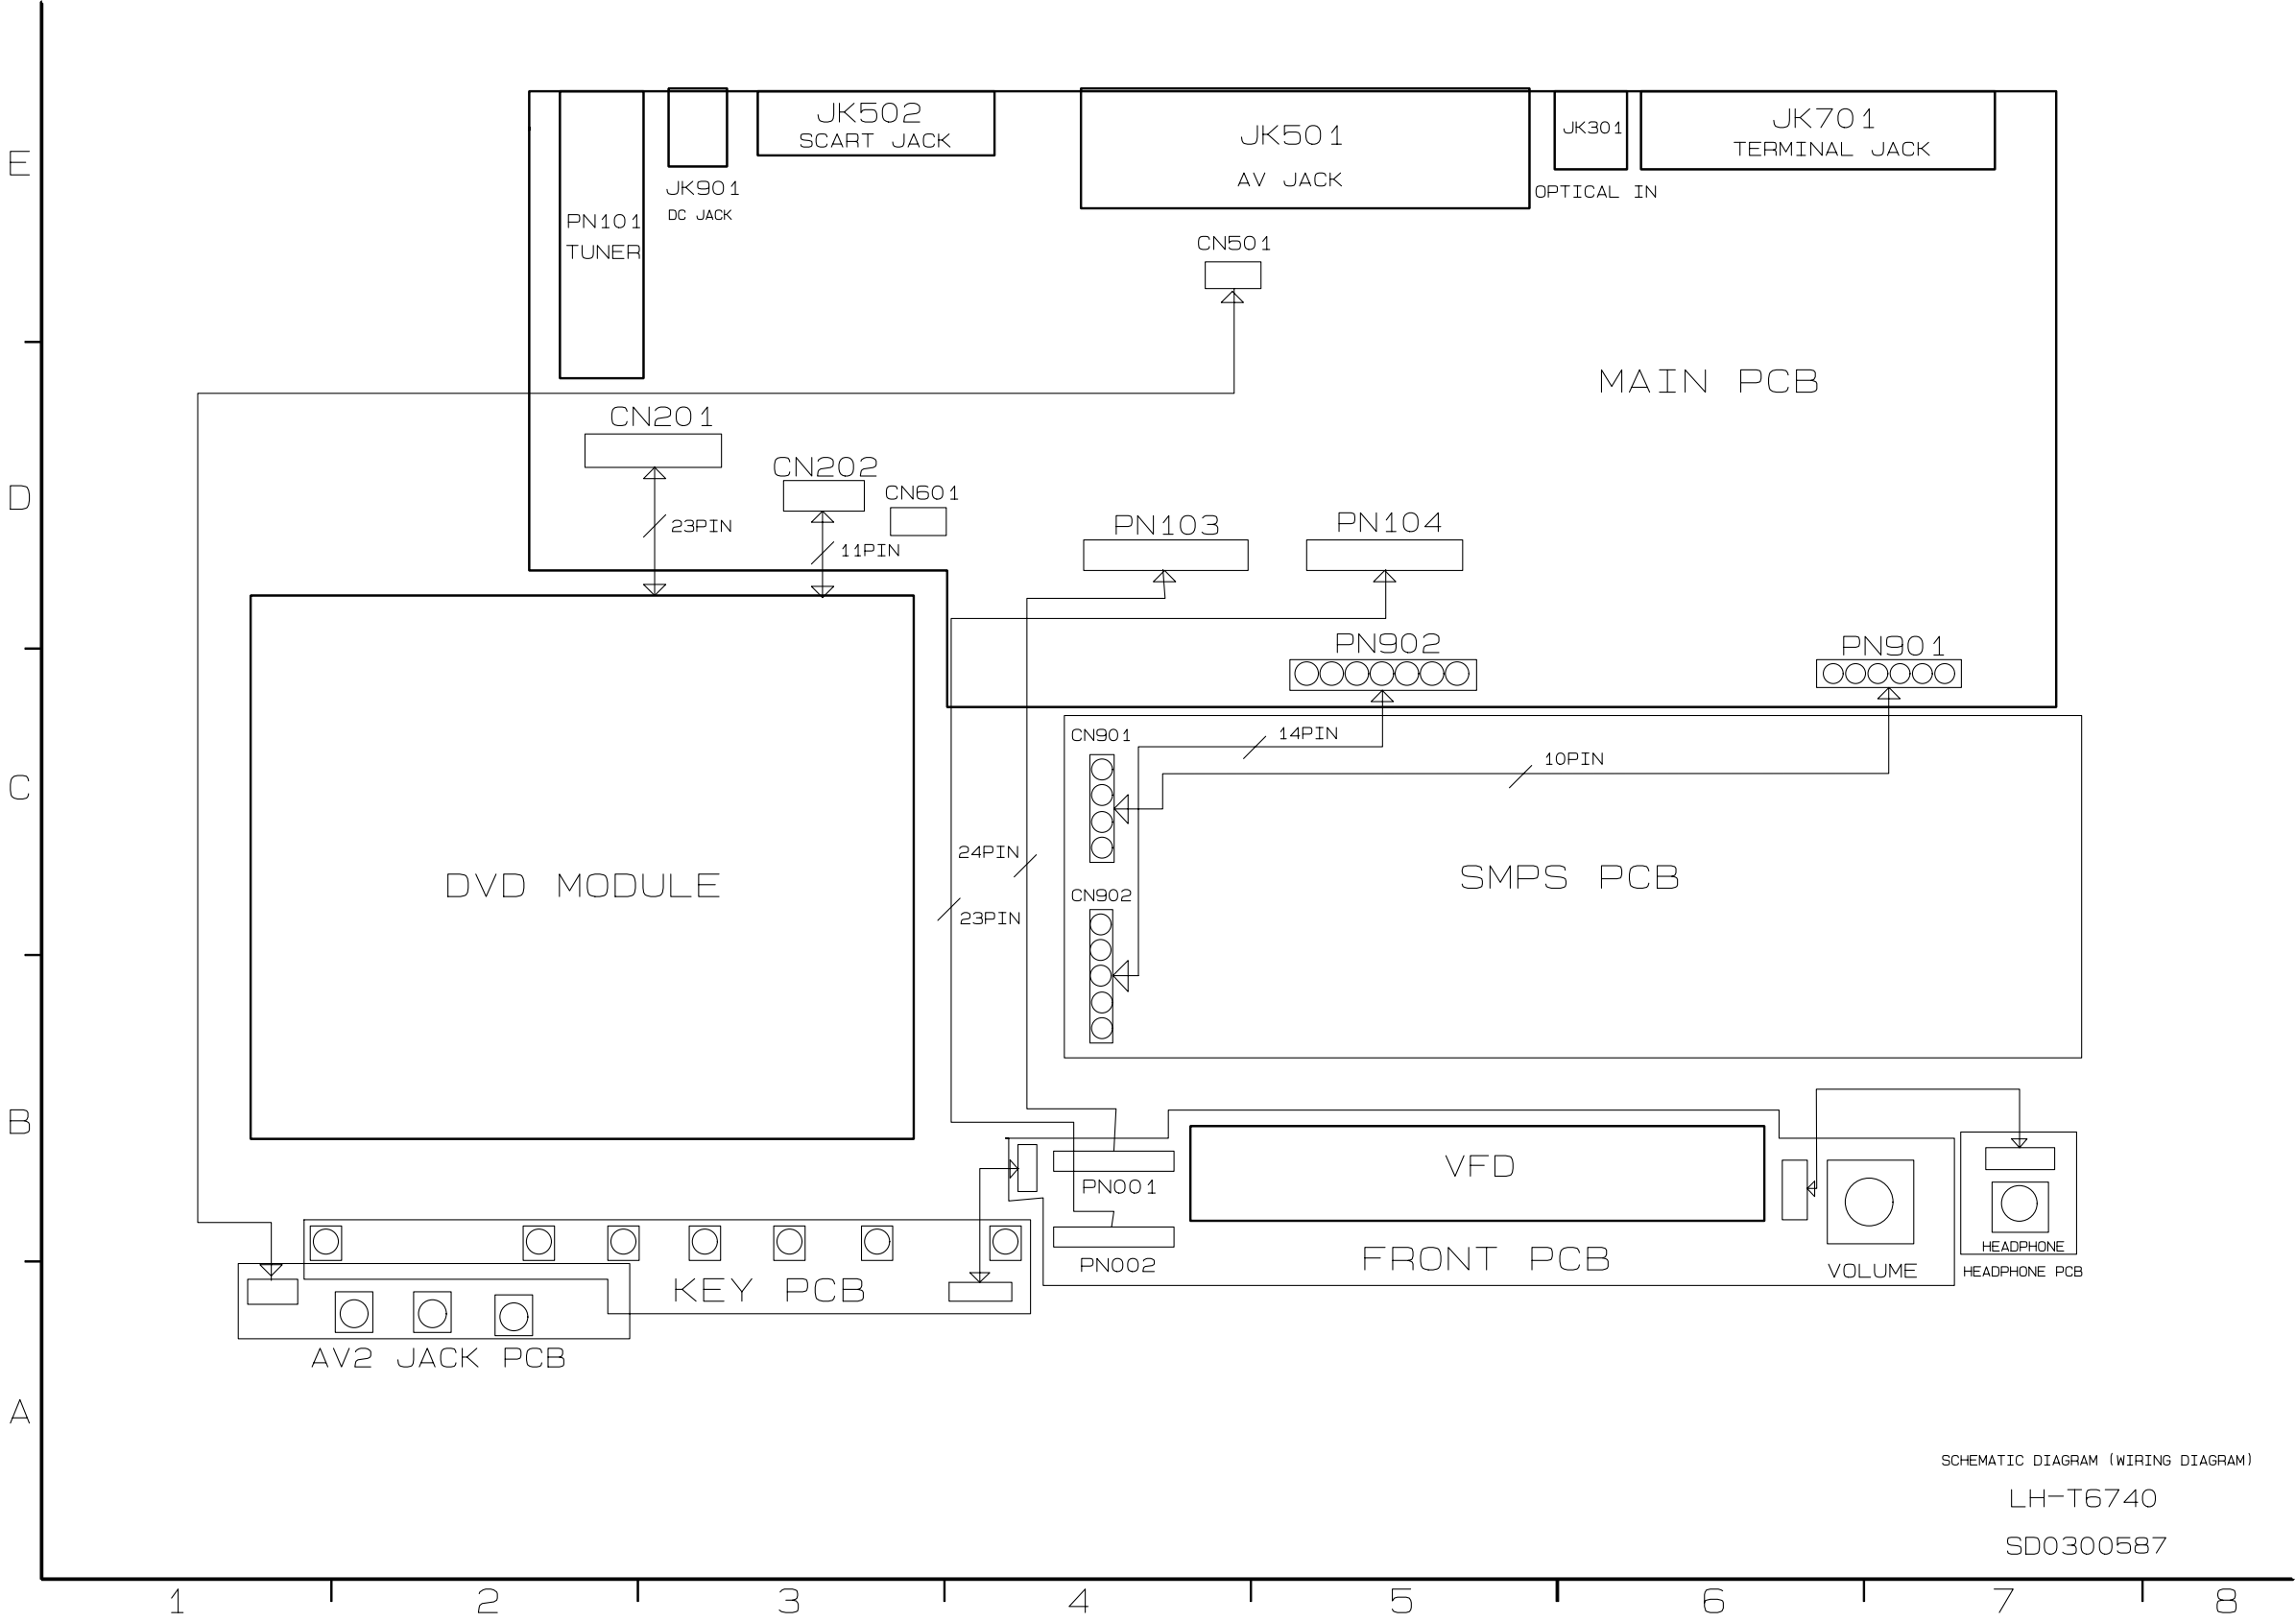 JK502
SCART JACK
JK501
AV JACK
JK301
JK701
TERMINAL JACK
E
JK901
DC JACK
OPTICAL IN
PN101
TUNER
CN501
MAIN PCB
CN201
CN202
D
CN601
23PIN
11PIN
PN103
PN104
PN902
PN901
CN901
14PIN
10PIN
C
24PIN
DVD MODULE
SMPS PCB
CN902
23PIN
B
VFD
PN001
HEADPHONE
FRONT PCB
PN002
VOLUME
HEADPHONE PCB
KEY PCB
AV2 JACK PCB
A
SCHEMATIC DIAGRAM (WIRING DIAGRAM)
LH-T6740
SD0300587
1 2 3 4 5 6 7 8